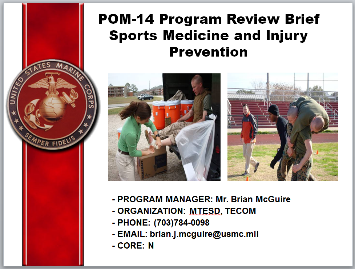 POM-14 Program Review Brief
Sports Medicine and Injury
Prevention
UNITED STATES MARINE CORPS
SEMPER FIDELIS
- PROGRAM MANAGER: Mr. Brian McGuire
- ORGANIZATION: MTESD, TECOM
- PHONE: (703)784-0098
- EMAIL: brian.j.mcguire@usmc.mil
- CORE: N